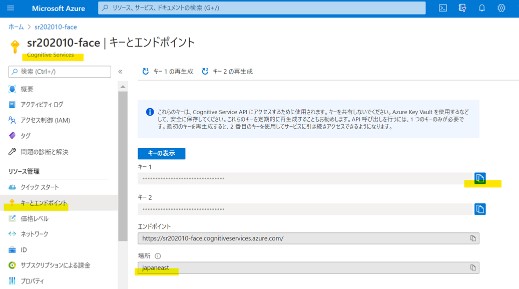 Microsoft Azure
リソース、サービス、ドキュメントの検索 (G+/)
ホーム > sr202010-face
sr202010-face | キーとエンドポイント
Cognitive Services
検索 (Ctrl+/)
キー 1 の再生成
キー 2 の再生成
概要
アクティビティ ログ
アクセス制御 (IAM)
タグ
問題の診断と解決
リソース管理
クイック スタート
キーとエンドポイント
価格レベル
ネットワーク
ID
サブスクリプションによる課金
プロパティ
これらのキーは、Cognitive Service API にアクセスするために使用されます。キーを共有しないでください。Azure Key Vault を使用するなど
して、安全に保存してください。これらのキーを定期的に再生成することもお勧めします。API 呼び出しを行うには、1 つのキーのみが必要で
す。最初のキーを再生成すると、2 番目のキーを使用してサービスに引き続きアクセスできるようになります。
キーの表示
キー 1
キー 2
エンドポイント
https://sr202010-face.cognitiveservices.azure.com/
場所
japaneast